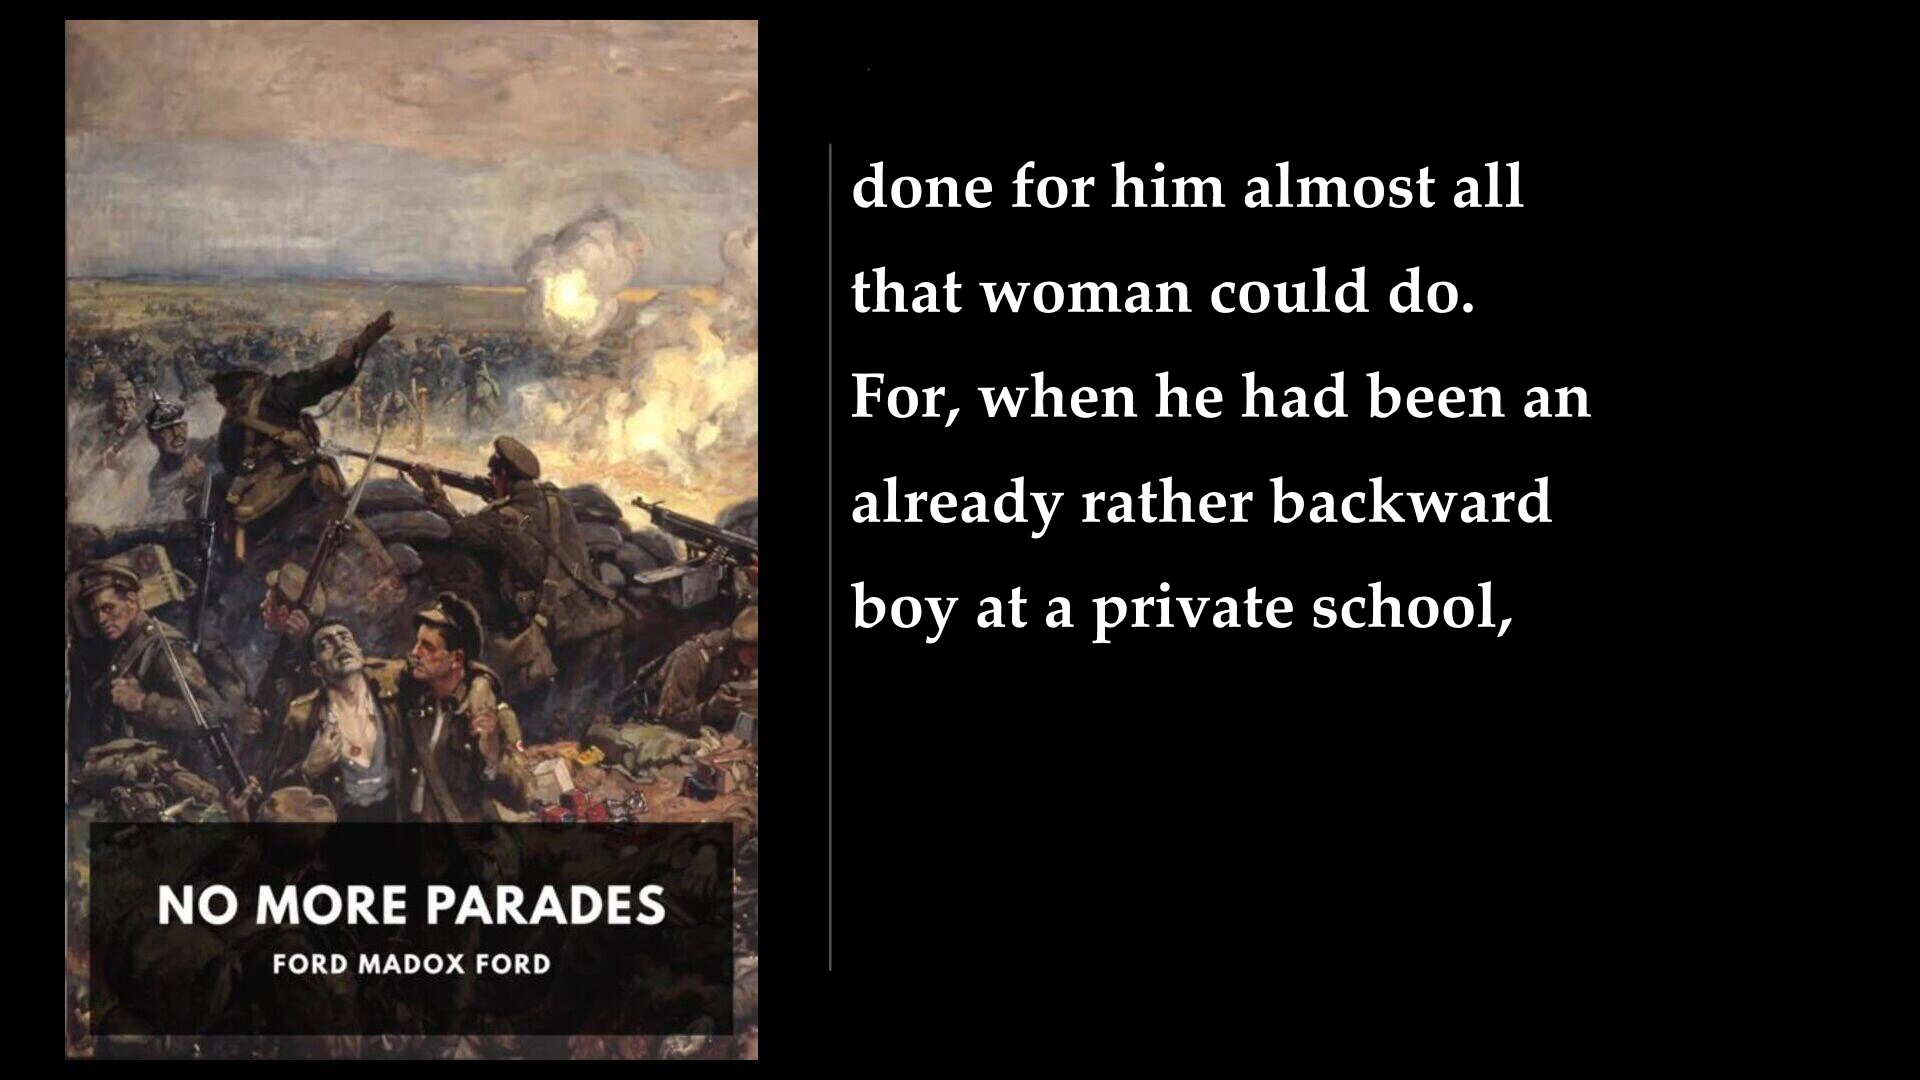 NO MORE PARADES
FORD MADOX FORD
done for him almost all
that woman could do.
For, when he had been an
already rather backward
boy at a private school,